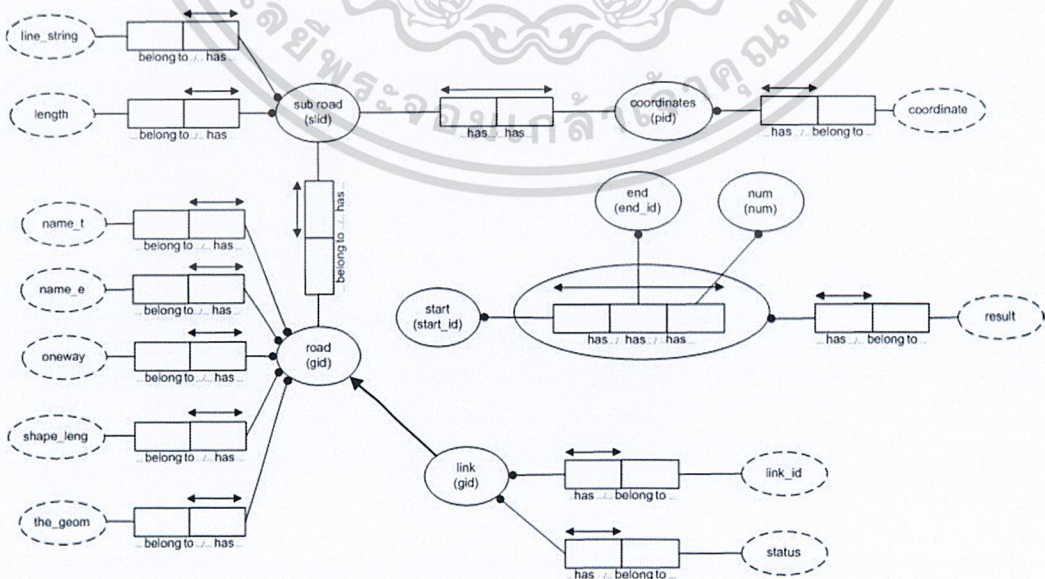 line_string
... belong to .../... has ...
length
... belong to .../... has ...
sub road
(slid)
... has .../... has ...
coordinates
(pid)
... has .../... belong to ...
coordinate
... belong to .../... has ...
name_t
... belong to .../... has ...
name_e
... belong to .../... has ...
oneway
... belong to .../... has ...
shape_leng
... belong to .../... has ...
the_geom
... belong to .../... has ...
road
(gid)
end
(end_id)
num
(num)
start
(start_id)
... has .../... has .../... has ...
... has .../... belong to ...
result
link
(gid)
... has .../... belong to ...
link_id
... has .../... belong to ...
status